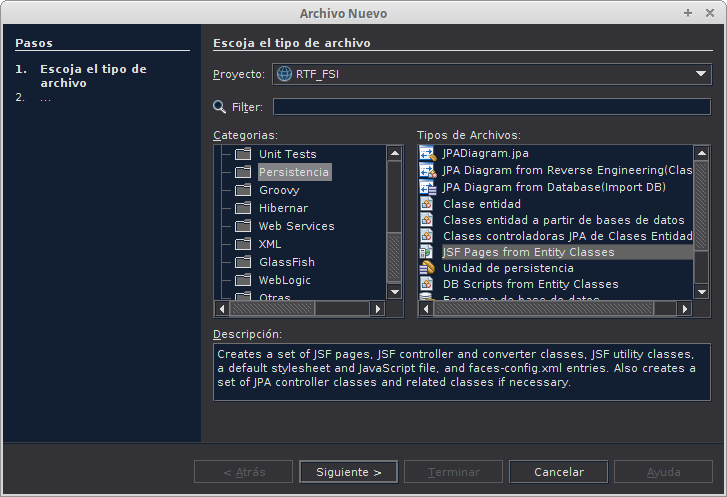 Archivo Nuevo
Pasos
1. Escoja el tipo de
archivo
2. ...
Escoja el tipo de archivo
Proyecto: RTF_FSI
Filter:
Categorias:
Unit Tests
Persistencia
Groovy
Hibernar
Web Services
XML
GlassFish
WebLogic
Otras
Tipos de Archivos:
JPADiagram.jpa
JPA Diagram from Reverse Engineering(Clas
JPA Diagram from Database(Import DB)
Clase entidad
Clases entidad a partir de bases de datos
Clases controladoras JPA de Clases Entidad
JSF Pages from Entity Classes
Unidad de persistencia
DB Scripts from Entity Classes
Esquema de base de datos
Descripción:
Creates a set of JSF pages, JSF controller and converter classes, JSF utility classes,
a default stylesheet and JavaScript file, and faces-config.xml entries. Also creates a
set of JPA controller classes and related classes if necessary.
< Atrás
Siguiente >
Terminar
Cancelar
Ayuda